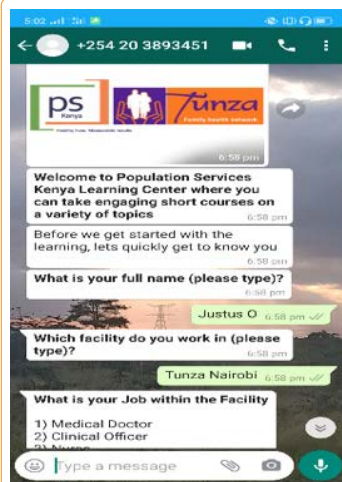 5:02
+254 20 3893451
ps
Kenya
Tunza
Family health network
6:58 pm
Welcome to Population Services
Kenya Learning Center where you
can take engaging short courses on
a variety of topics
6:58 pm
Before we get started with the
learning, lets quickly get to know you
6:58 pm
What is your full name (please type)?
6:58 pm
Justus O 6:58 pm
Which facility do you work in (please
type)?
6:58 pm
Tunza Nairobi 6:58 pm
What is your Job within the Facility
1) Medical Doctor
2) Clinical Officer
3) Nurse
Type a message